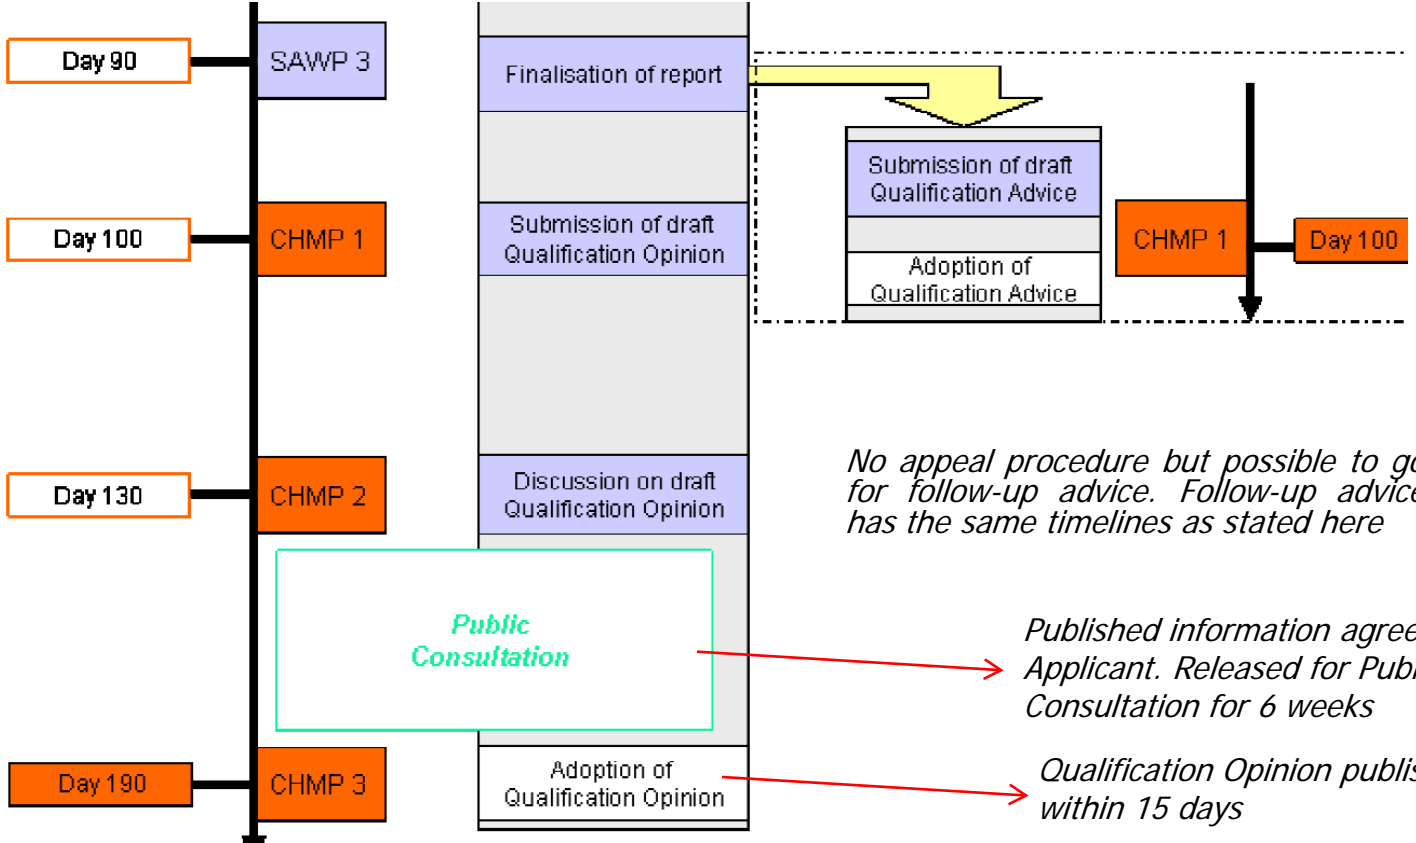 Day 90
SAWP 3
Finalisation of report
Submission of draft
Qualification Advice
Day 100
CHMP 1
Submission of draft
Qualification Opinion
CHMP 1
Day 100
Adoption of
Qualification Advice
Day 130
CHMP 2
Discussion on draft
Qualification Opinion
No appeal procedure but possible to go
for follow-up advice. Follow-up advice
has the same timelines as stated here
Public
Consultation
Published information agree
Applicant. Released for Publ
Consultation for 6 weeks
Day 190
CHMP 3
Adoption of
Qualification Opinion
Qualification Opinion publis
within 15 days